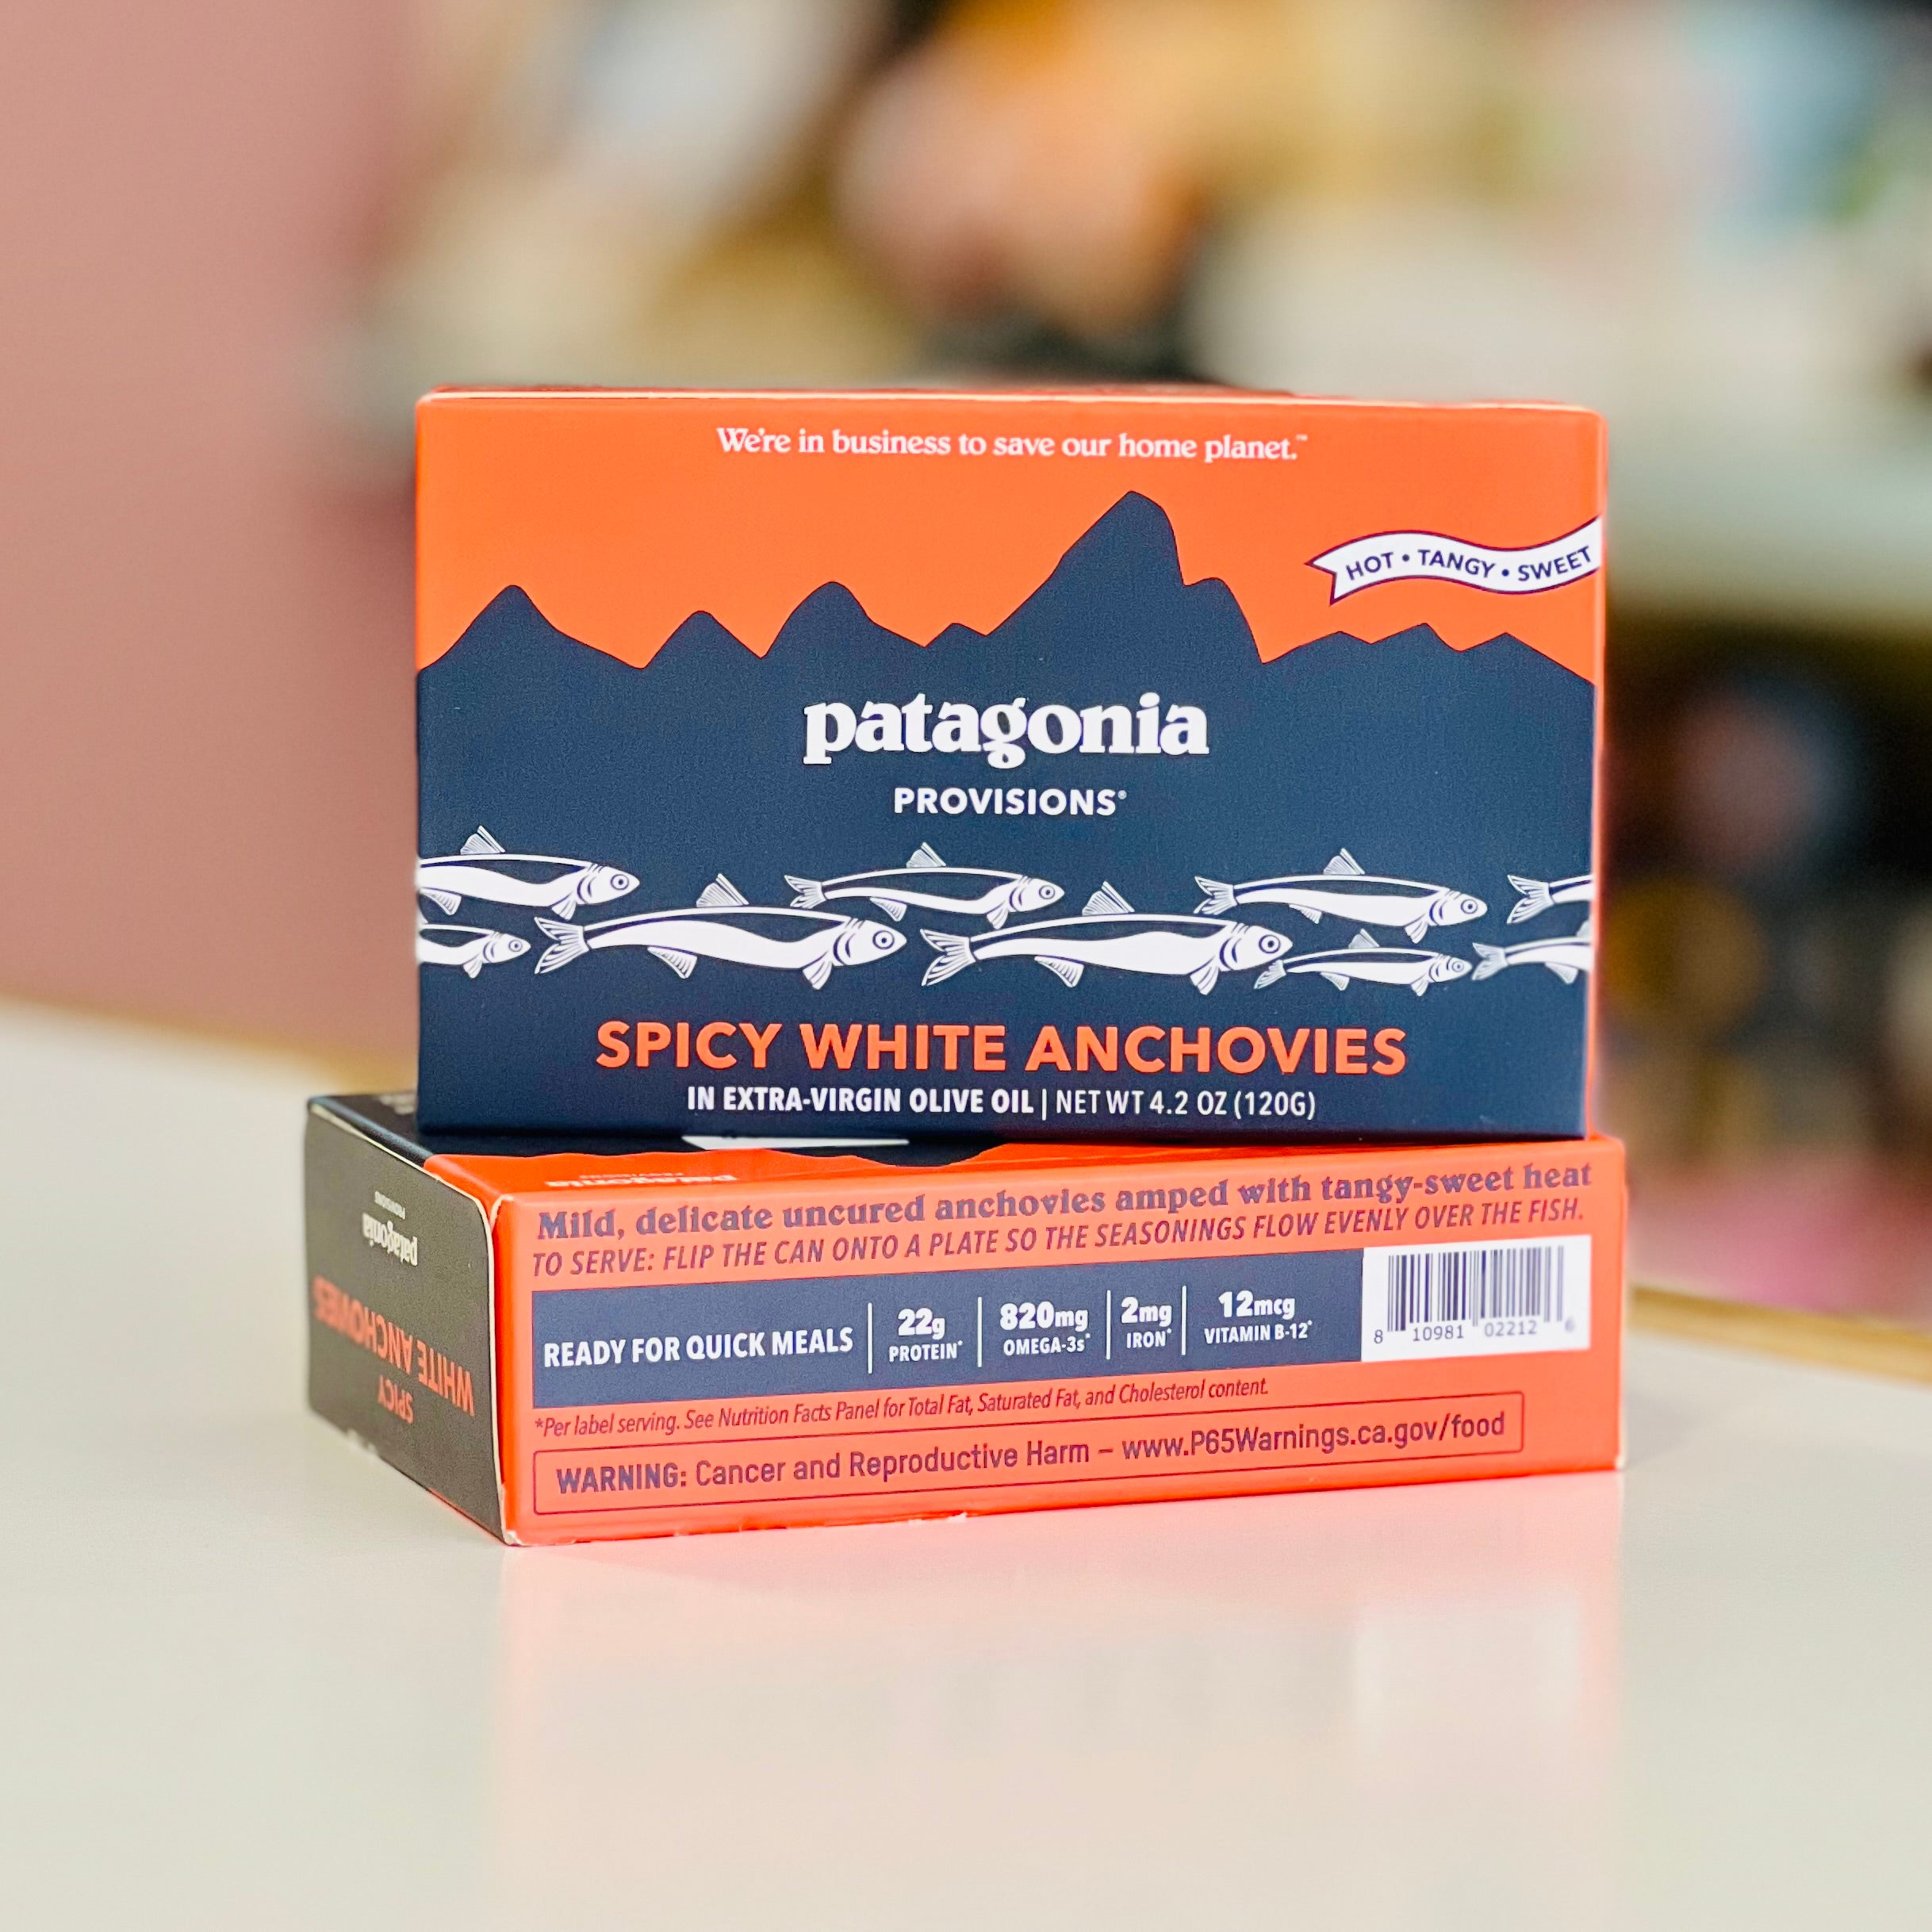 We're in business to save our home planet.™
HOT • TANGY • SWEET
patagonia
PROVISIONS®
SPICY WHITE ANCHOVIES
IN EXTRA-VIRGIN OLIVE OIL | NET WT 4.2 OZ (120G)
patagonia
PROVISIONS
Mild, delicate uncured anchovies amped with tangy-sweet heat
TO SERVE: FLIP THE CAN ONTO A PLATE SO THE SEASONINGS FLOW EVENLY OVER THE FISH.
READY FOR QUICK MEALS
22g
PROTEIN*
820mg
OMEGA-3s*
2mg
IRON*
12mcg
VITAMIN B-12*
8 10981 02212 6
*Per label serving. See Nutrition Facts Panel for Total Fat, Saturated Fat, and Cholesterol content.
WARNING: Cancer and Reproductive Harm – www.P65Warnings.ca.gov/food
SPICY
WHITE ANCHOVIES
patagonia
PROVISIONS